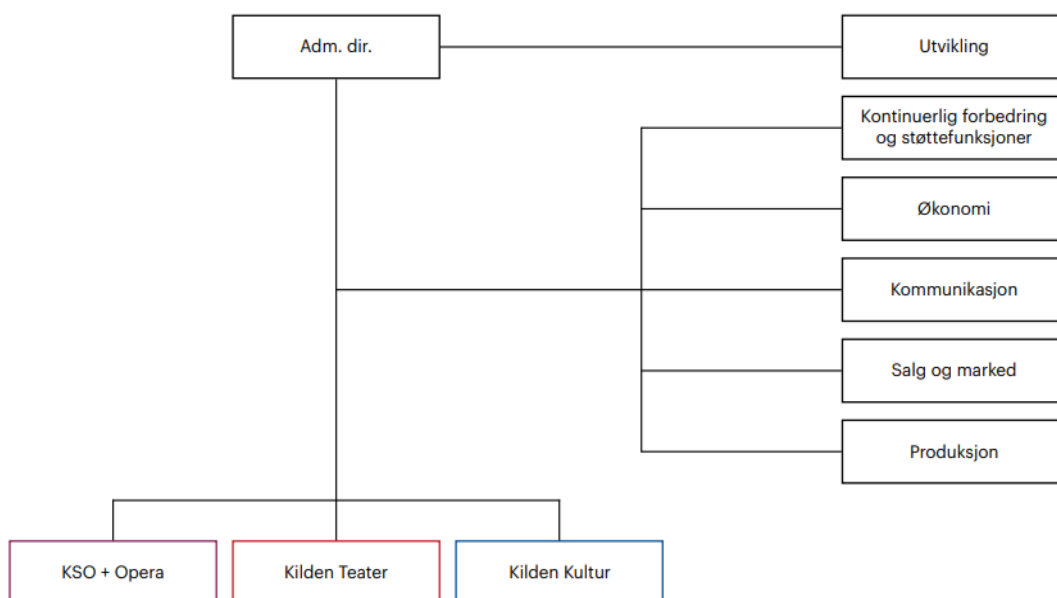 Adm. dir.
Utvikling
Kontinuerlig forbedring
og støttefunksjoner
Økonomi
Kommunikasjon
Salg og marked
Produksjon
KSO + Opera
Kilden Teater
Kilden Kultur